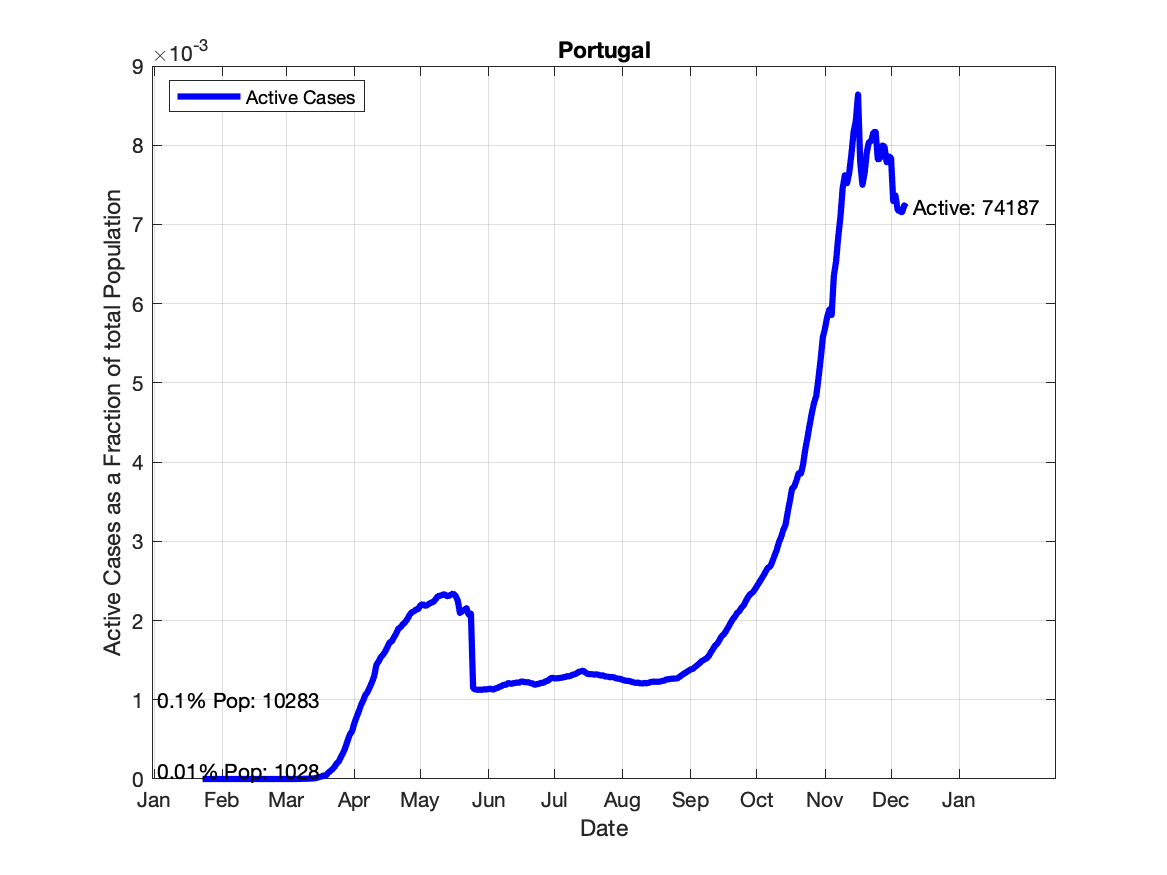 Portugal
×10-3
9
8
7
6
5
4
3
2
1
0
Active Cases as a Fraction of total Population
Active Cases
Active: 74187
0.1% Pop: 10283
0.01% Pop: 1028
Jan Feb Mar Apr May Jun Jul Aug Sep Oct Nov Dec Jan
Date